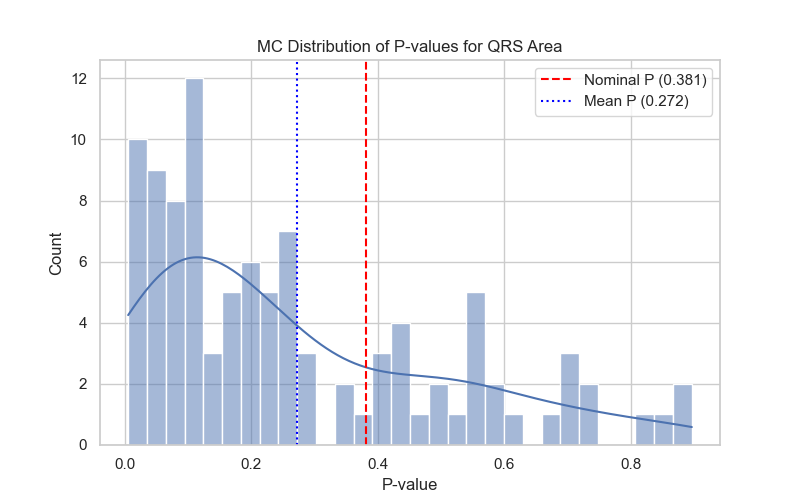 MC Distribution of P-values for QRS Area
Nominal P (0.381)
Mean P (0.272)
12
10
8
6
4
2
0
Count
0.0 0.2 0.4 0.6 0.8
P-value